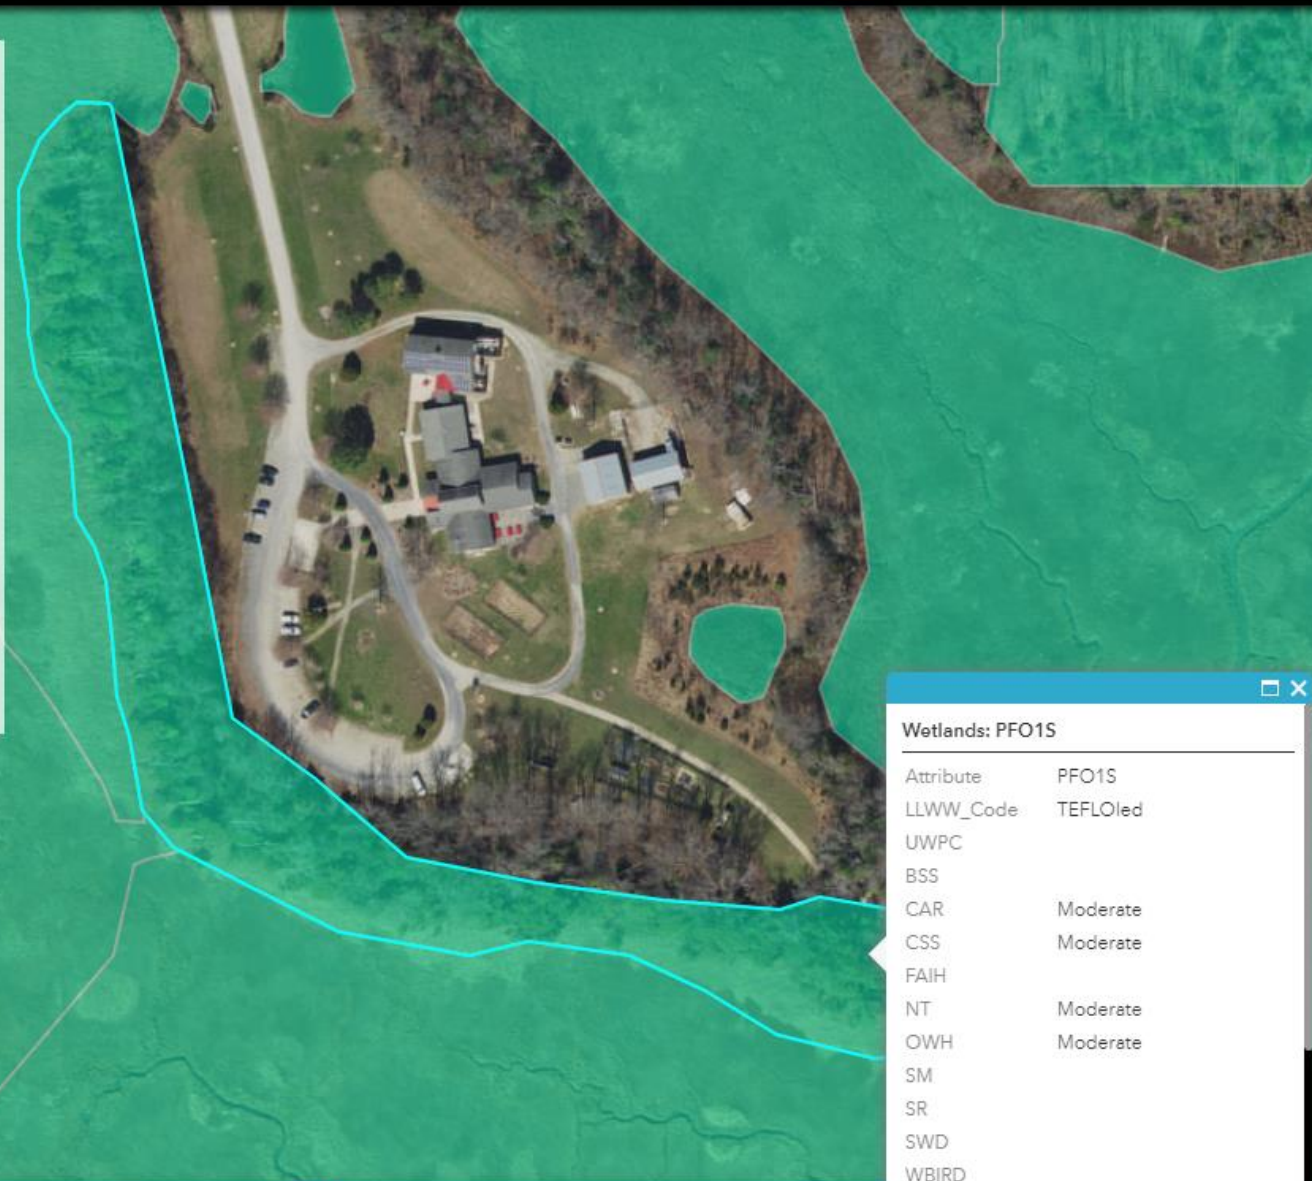 Wetlands: PFO1S
Attribute PFO1S
LLWW_Code TEFLOled
UWPC
BSS
CAR Moderate
CSS Moderate
FAIH
NT Moderate
OWH Moderate
SM
SR
SWD
WBIRD